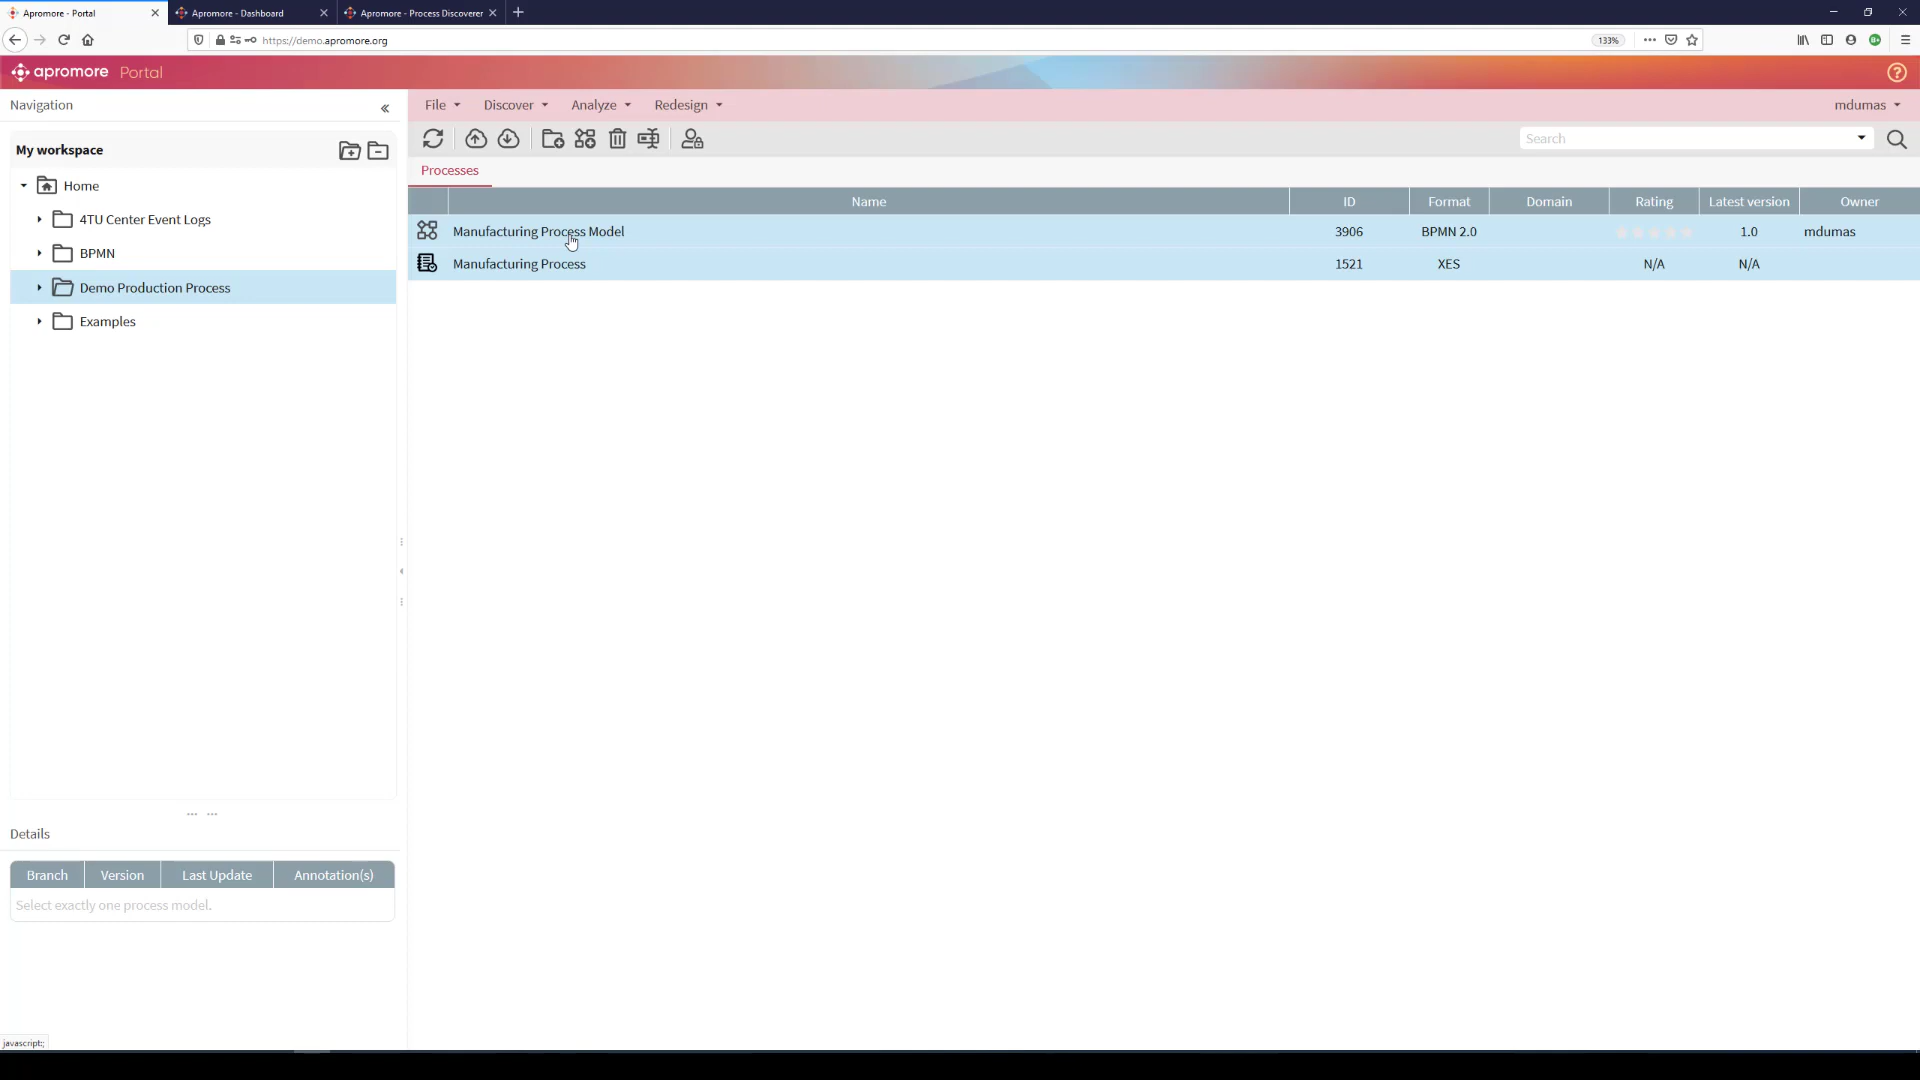 Apromore - Portal
Apromore - Dashboard
Apromore - Process Discoverer
https://demo.apromore.org
133%
apromore Portal
Navigation
File
Discover
Analyze
Redesign
mdumas
My workspace
Search
Home
Processes
4TU Center Event Logs
BPMN
Demo Production Process
Examples
Name ID Format Domain Rating Latest version Owner
Manufacturing Process Model 3906 BPMN 2.0 1.0 mdumas
Manufacturing Process 1521 XES N/A N/A
Details
Branch Version Last Update Annotation(s)
Select exactly one process model.
javascript:;